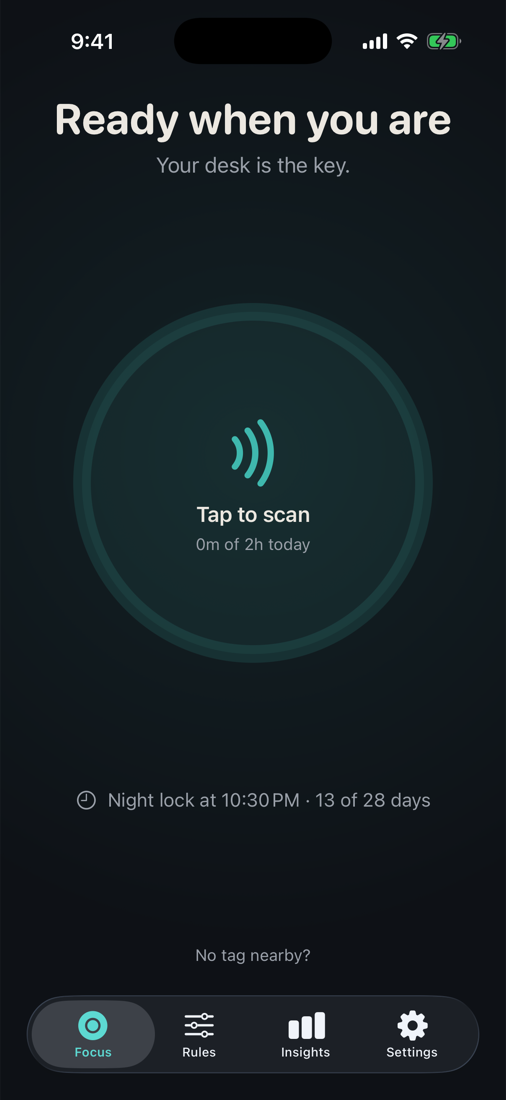 9:41
Ready when you are
Your desk is the key.
Tap to scan
0m of 2h today
Night lock at 10:30 PM · 13 of 28 days
No tag nearby?
Focus
Rules
Insights
Settings